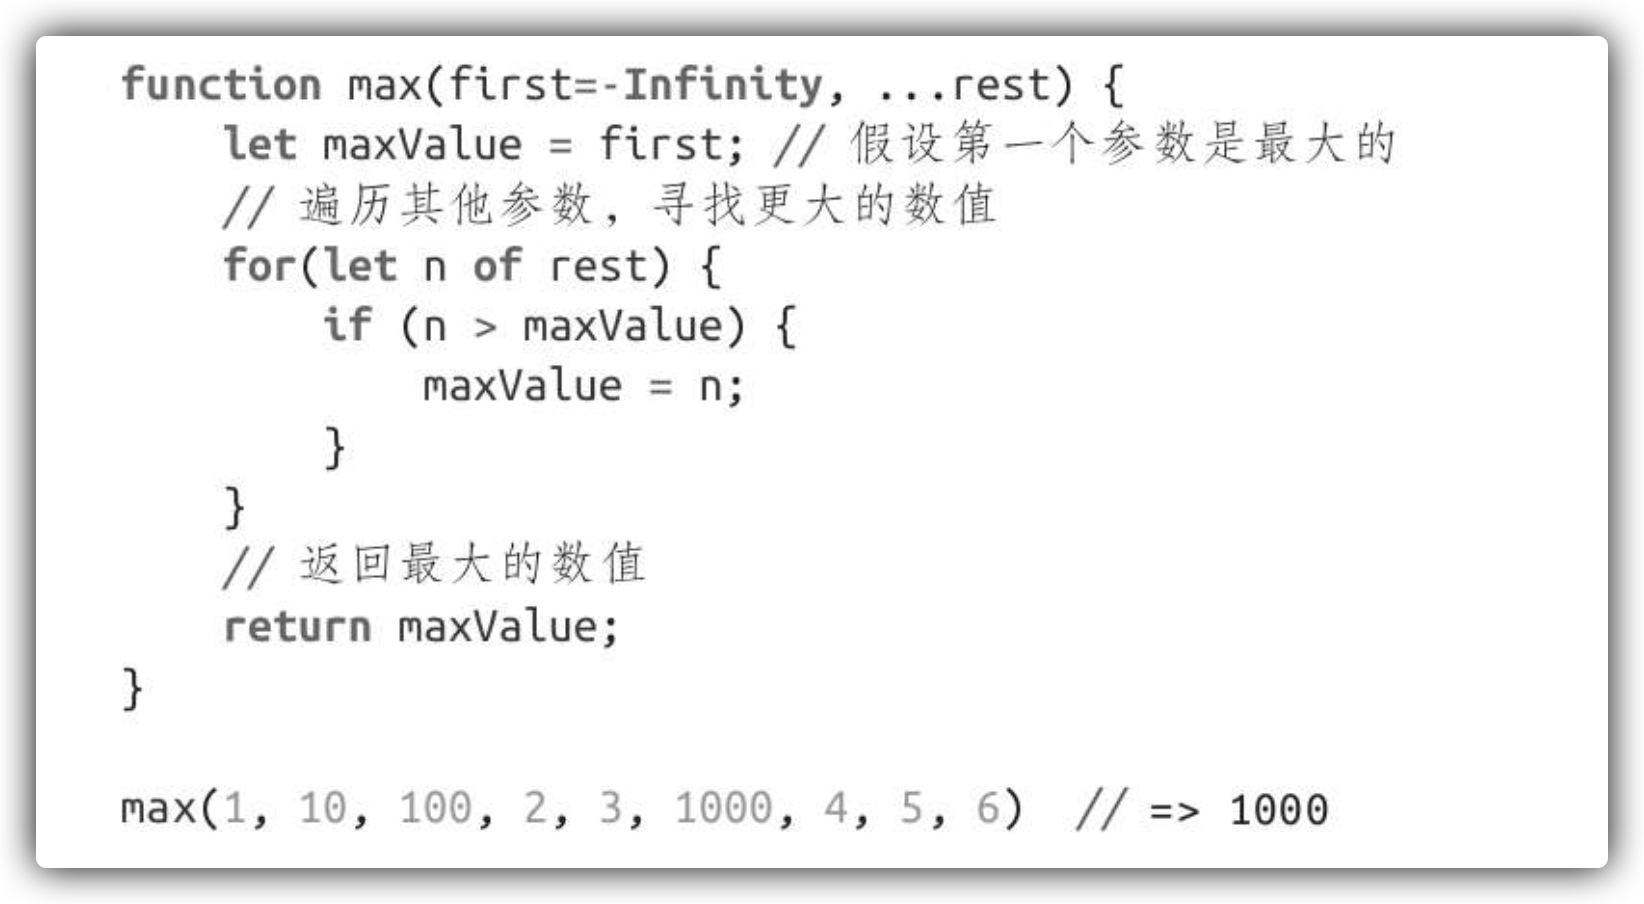 function max(first=-Infinity, ...rest) {
    let maxValue = first; // 假设第一个参数是最大的
    // 遍历其他参数，寻找更大的数值
    for(let n of rest) {
        if (n > maxValue) {
            maxValue = n;
        }
    }
    // 返回最大的数值
    return maxValue;
}

max(1, 10, 100, 2, 3, 1000, 4, 5, 6)  // => 1000